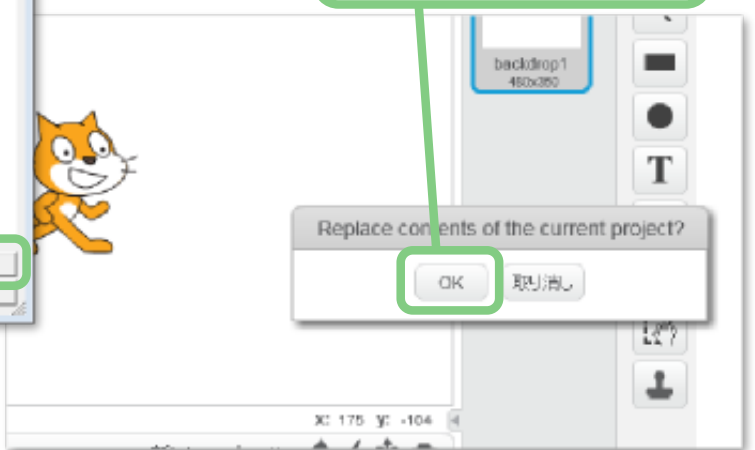 backdrop1
480x360
T
Replace contents of the current project?
OK 取り消し
x: 175 y: -104